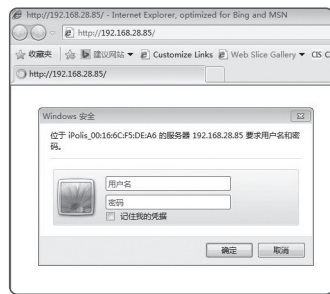 http://192.168.28.85/ - Internet Explorer, optimized for Bing and MSN
http://192.168.28.85/
收藏夹 建议网站 Customize Links Web Slice Gallery CIS C
http://192.168.28.85/
Windows 安全
位于 iPolis_00:16:6C:F5:DE:A6 的服务器 192.168.28.85 要求用户名和密
码。
用户名
密码
记住我的凭据
确定 取消